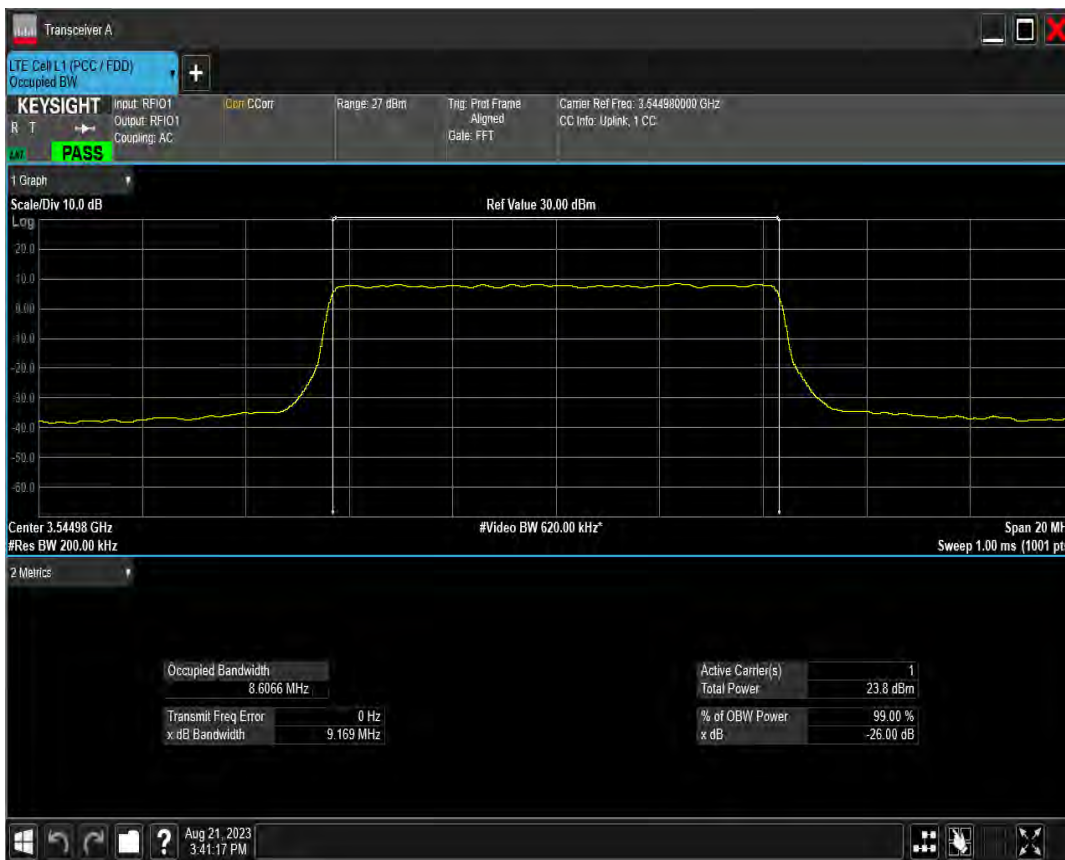 Transceiver A
LTE Cell L1 (PCC / FDD)
Occupied BW
+
KEYSIGHT
R T
PASS
Input: RFIO1
Output: RFIO1
Coupling: AC
Corr CCorr
Range: 27 dBm
Trig: Prot Frame
Aligned
Gate: FFT
Carrier Ref Freq: 3.544980000 GHz
CC Info: Uplink, 1 CC
1 Graph
Scale/Div 10.0 dB
Ref Value 30.00 dBm
Log
20.0
10.0
0.00
-10.0
-20.0
-30.0
-40.0
-50.0
-60.0
Center 3.54498 GHz
#Video BW 620.00 kHz*
Span 20 MH
#Res BW 200.00 kHz
Sweep 1.00 ms (1001 pt
2 Metrics
Occupied Bandwidth
8.6066 MHz
Transmit Freq Error 0 Hz
x dB Bandwidth 9.169 MHz
Active Carrier(s) 1
Total Power 23.8 dBm
% of OBW Power 99.00 %
x dB -26.00 dB
?
Aug 21, 2023
3:41:17 PM